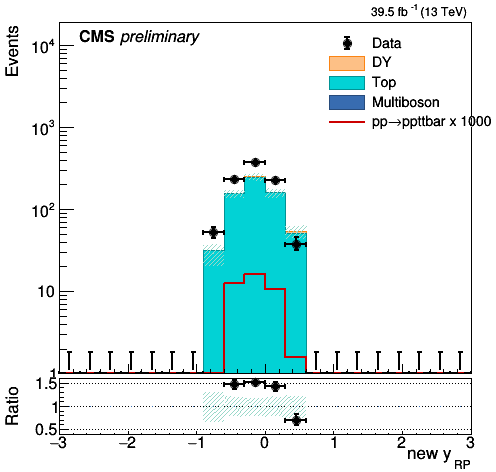 39.5 fb⁻¹ (13 TeV)
CMS preliminary
Events
Data
DY
Top
Multiboson
pp→ppttbar x 1000
10⁴
10³
10²
10
1
Ratio
1.5
1
0.5
−3 −2 −1 0 1 2 3
new y_RP